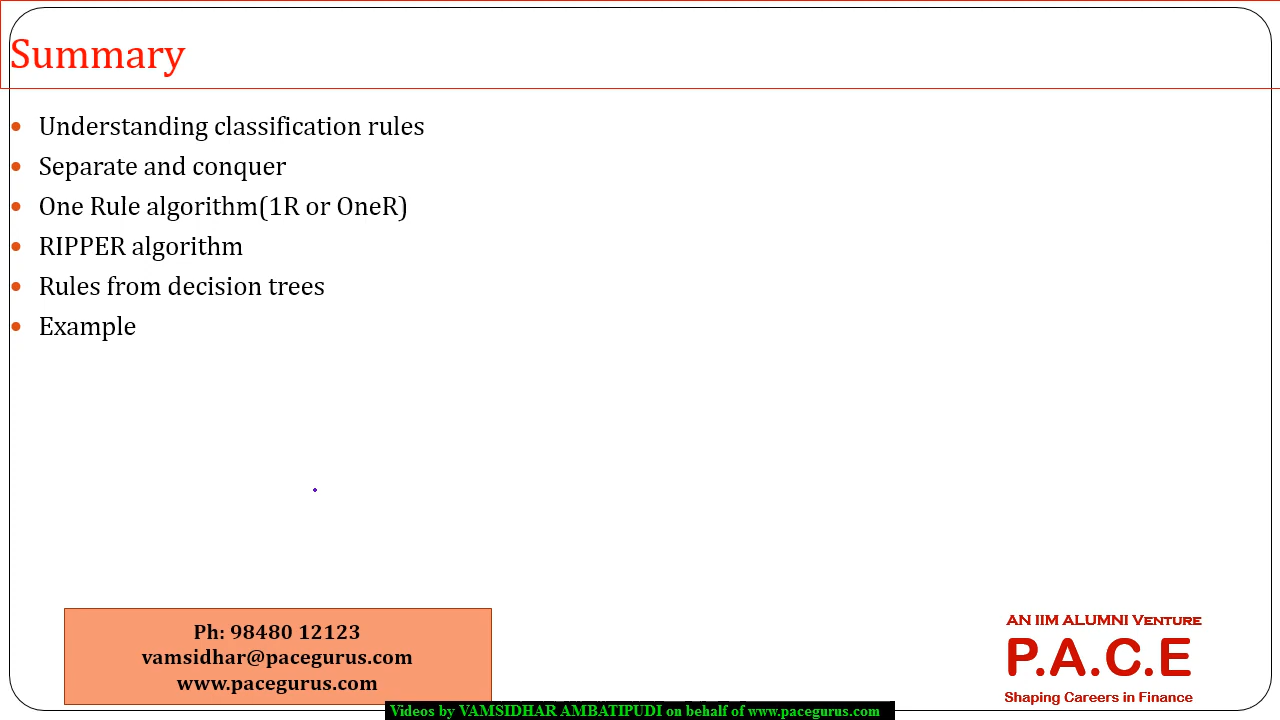 Summary
Understanding classification rules
Separate and conquer
One Rule algorithm(1R or OneR)
RIPPER algorithm
Rules from decision trees
Example
Ph: 98480 12123
vamsidhar@pacegurus.com
www.pacegurus.com
AN IIM ALUMNI VENTURE
P.A.C.E
Shaping Careers in Finance
Videos by VAMSIDHAR AMBATIPUDI on behalf of www.pacegurus.com